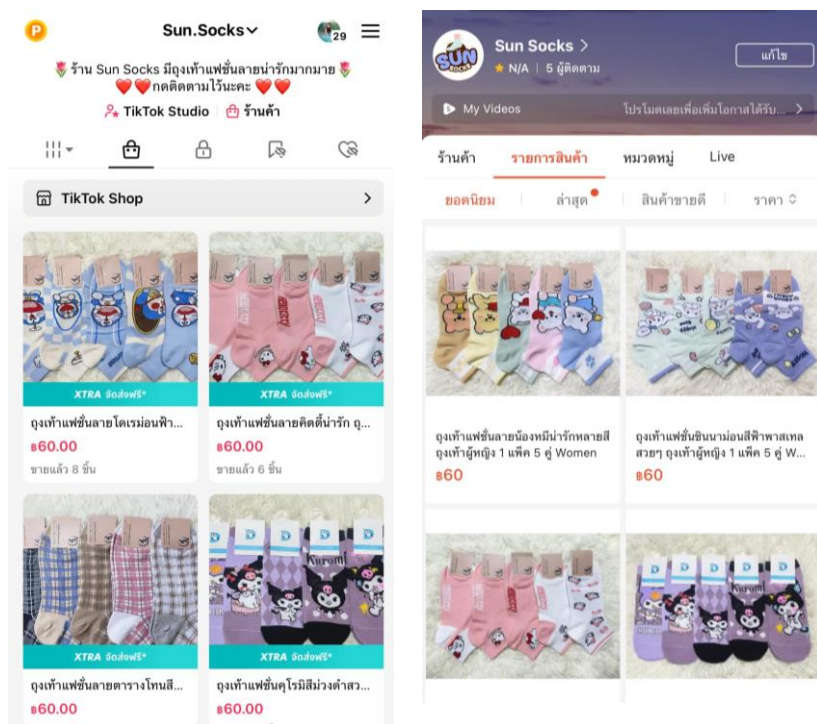 P
Sun.Socks
29
🌷 ร้าน Sun Socks มีถุงเท้าแฟชั่นลายน่ารักมากมาย 🌷
❤️❤️กดติดตามไว้นะคะ ❤️❤️
TikTok Studio ร้านค้า
TikTok Shop
XTRA จัดส่งฟรี*
XTRA จัดส่งฟรี*
ถุงเท้าแฟชั่นลายโดเรม่อนฟ้า...
ถุงเท้าแฟชั่นลายคิตตี้น่ารัก ถุ...
฿60.00
฿60.00
ขายแล้ว 8 ชิ้น
ขายแล้ว 6 ชิ้น
Kuromi
XTRA จัดส่งฟรี*
XTRA จัดส่งฟรี*
ถุงเท้าแฟชั่นลายตารางโทนสี...
ถุงเท้าแฟชั่นคุโรมิสีม่วงดำสว...
฿60.00
฿60.00
SUN
SOCKS
Sun Socks
N/A | 5 ผู้ติดตาม
แก้ไข
My Videos
โปรโมตเลยเพื่อเพิ่มโอกาสได้รับ...
ร้านค้า รายการสินค้า หมวดหมู่ Live
ยอดนิยม ล่าสุด สินค้าขายดี ราคา
ถุงเท้าแฟชั่นลายน้องหมีน่ารักหลายสี
ถุงเท้าผู้หญิง 1 แพ็ค 5 คู่ Women
฿60
ถุงเท้าแฟชั่นซินนาม่อนสีฟ้าพาสเทล
สวยๆ ถุงเท้าผู้หญิง 1 แพ็ค 5 คู่ W...
฿60
Kuromi